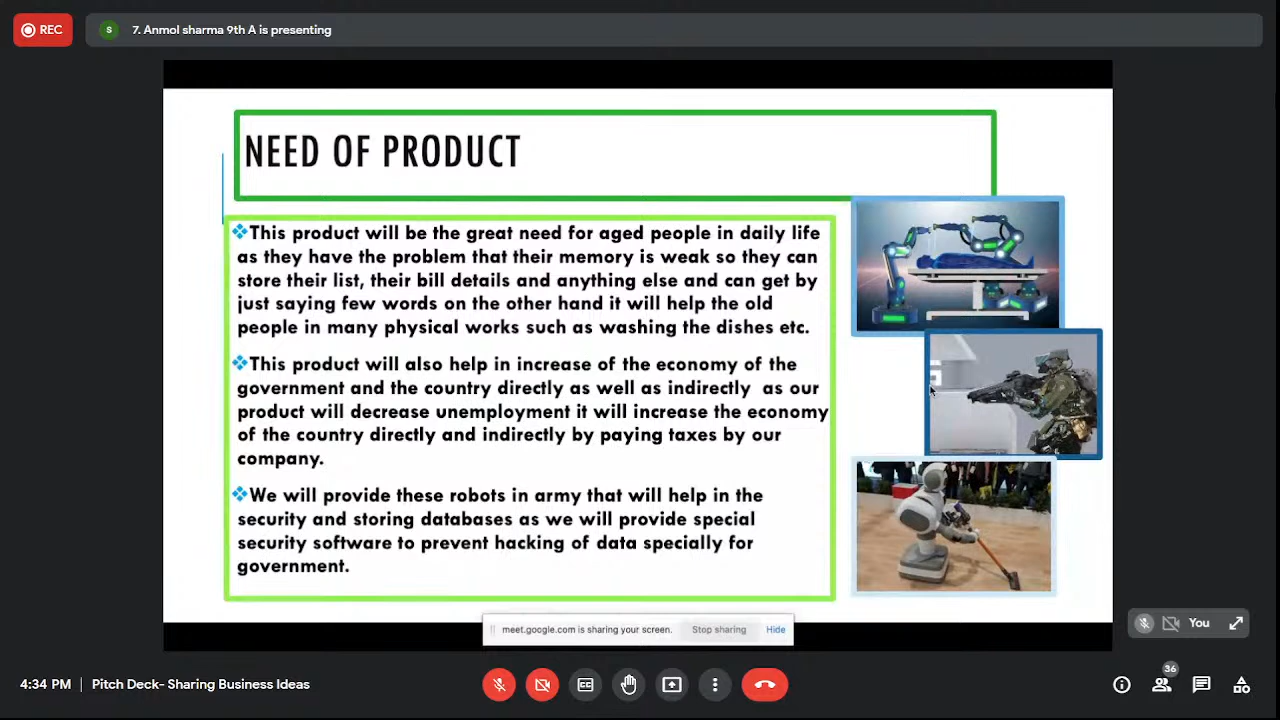 REC
S
7. Anmol sharma 9th A is presenting
NEED OF PRODUCT
❖This product will be the great need for aged people in daily life
as they have the problem that their memory is weak so they can
store their list, their bill details and anything else and can get by
just saying few words on the other hand it will help the old
people in many physical works such as washing the dishes etc.
❖This product will also help in increase of the economy of the
government and the country directly as well as indirectly as our
product will decrease unemployment it will increase the economy
of the country directly and indirectly by paying taxes by our
company.
❖We will provide these robots in army that will help in the
security and storing databases as we will provide special
security software to prevent hacking of data specially for
government.
meet.google.com is sharing your screen. Stop sharing Hide
You
4:34 PM | Pitch Deck- Sharing Business Ideas
36